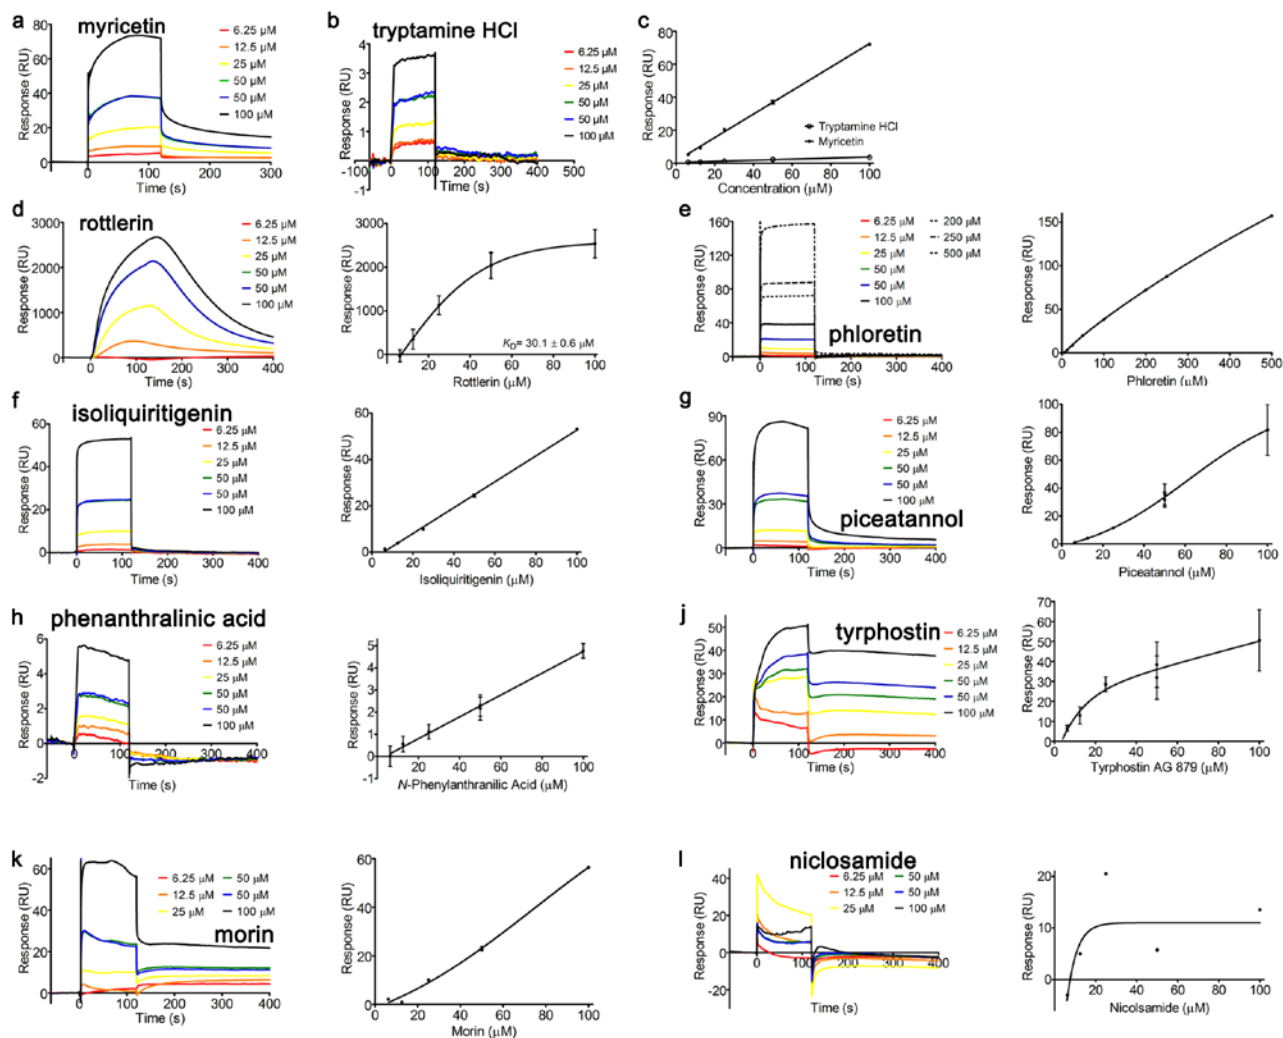 a
myricetin
Response (RU)
80
60
40
20
0
0 100 200 300
Time (s)
6.25 µM
12.5 µM
25 µM
50 µM
50 µM
100 µM
b
tryptamine HCl
Response (RU)
4
3
2
1
-1
-100 100 200 300 400 500
Time (s)
6.25 µM
12.5 µM
25 µM
50 µM
50 µM
100 µM
c
Response (RU)
80
60
40
20
0
0 20 40 60 80 100
Concentration (µM)
Tryptamine HCl
Myricetin
d
rottlerin
Response (RU)
3000
2000
1000
0
0 100 200 300 400
Time (s)
6.25 µM
12.5 µM
25 µM
50 µM
50 µM
100 µM
Response (RU)
3000
2000
1000
0
20 40 60 80 100
Rottlerin
(µM)
KD= 30.1 ± 0.6 µM
e
phloretin
Response (RU)
160
120
80
40
0
0 100 200 300 400
Time (s)
6.25 µM
12.5 µM
25 µM
50 µM
50 µM
100 µM
200 µM
250 µM
500 µM
Response (RU)
150
100
50
0
0 100 200 300 400 500
Phloretin (µM)
f
isoliquiritigenin
Response (RU)
60
40
20
0
0 100 200 300 400
Time (s)
6.25 µM
12.5 µM
25 µM
50 µM
50 µM
100 µM
Response (RU)
60
40
20
0
0 20 40 60 80 100
Isoliquiritigenin (µM)
g
piceatannol
Response (RU)
90
60
30
0
0 100 200 300 400
Time (s)
6.25 µM
12.5 µM
25 µM
50 µM
50 µM
100 µM
Response (RU)
100
80
60
40
20
0
0 20 40 60 80 100
Piceatannol (µM)
h
phenanthralinic acid
Response (RU)
6
4
2
0
-2
0 100 200 300 400
Time (s)
6.25 µM
12.5 µM
25 µM
50 µM
50 µM
100 µM
Response (RU)
5
4
3
2
1
0
-1
20 40 60 80 100
N-Phenylanthranilic Acid (µM)
j
tyrphostin
Response (RU)
50
40
30
20
10
0
0 100 200 300 400
Time (s)
6.25 µM
12.5 µM
25 µM
50 µM
50 µM
100 µM
Response (RU)
70
60
50
40
30
20
10
0
0 20 40 60 80 100
Tyrphostin AG 879 (µM)
k
morin
Response (RU)
60
40
20
0
0 100 200 300 400
Time (s)
6.25 µM
12.5 µM
25 µM
50 µM
50 µM
100 µM
Response (RU)
60
40
20
0
0 20 40 60 80 100
Morin (µM)
l
niclosamide
Response (RU)
40
20
0
-20
0 100 200 300 400
Time (s)
6.25 µM
12.5 µM
25 µM
50 µM
50 µM
100 µM
Response (RU)
20
10
0
20 40 60 80 100
Nicolsamide (µM)